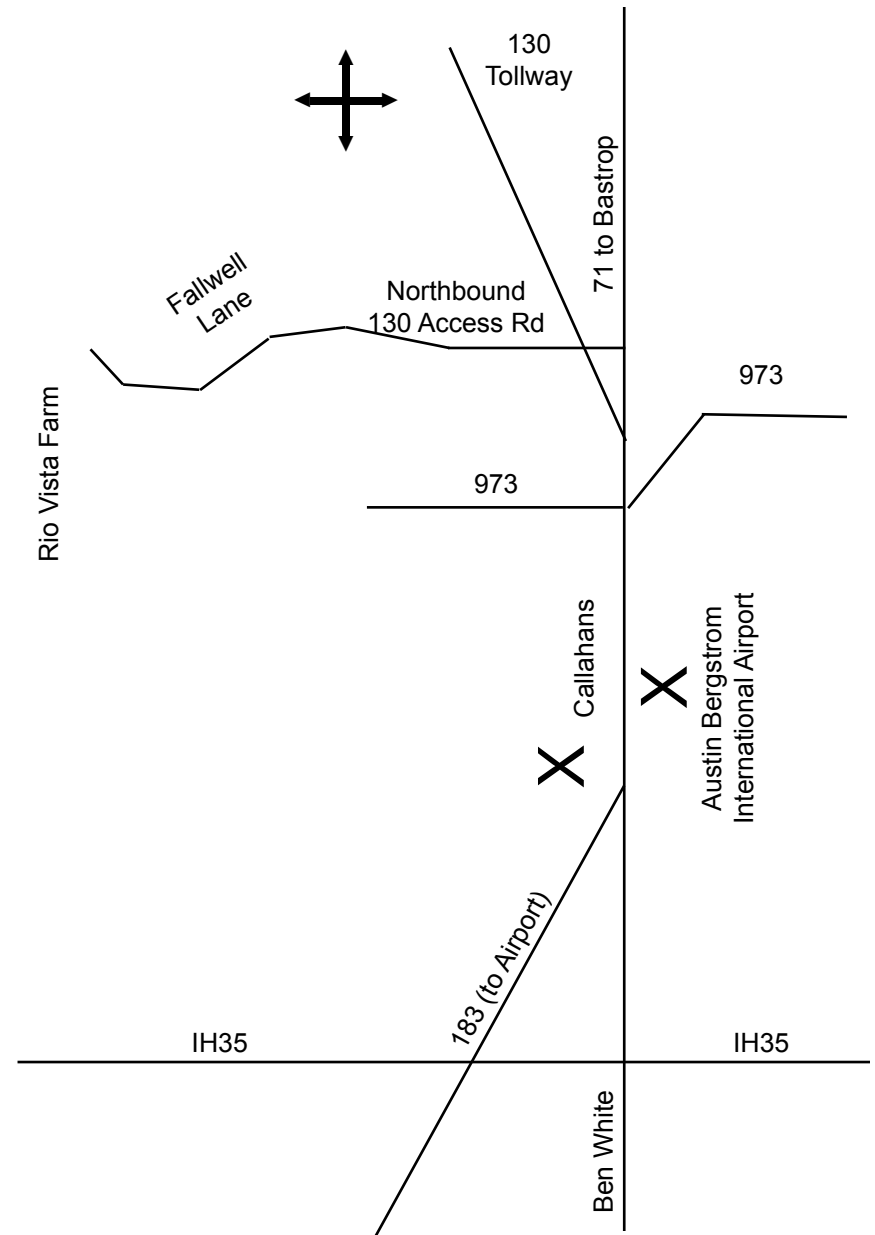 130
Tollway
71 to Bastrop
Fallwell
Lane
Northbound
130 Access Rd
973
Rio Vista Farm
973
Callahans
Austin Bergstrom
International Airport
183 (to Airport)
IH35
IH35
Ben White